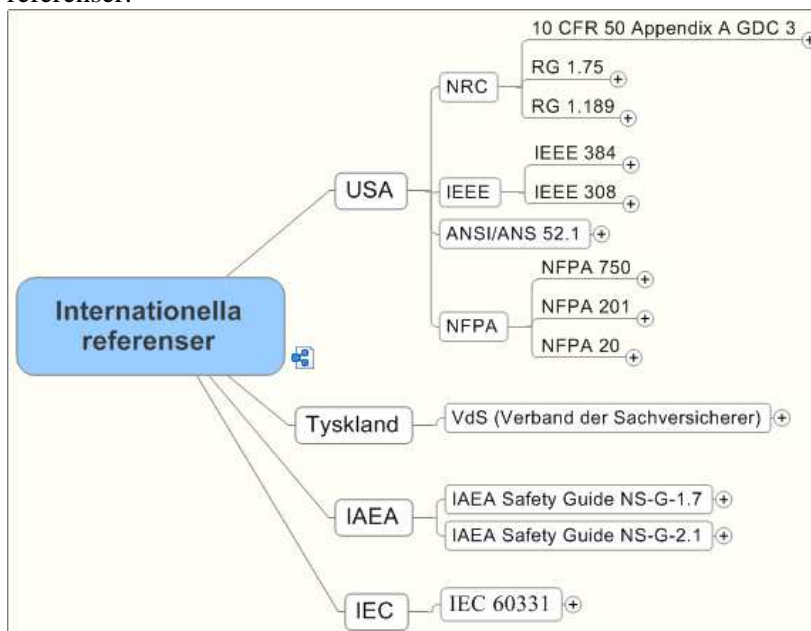 referenser.
10 CFR 50 Appendix A GDC 3
RG 1.75
NRC
RG 1.189
IEEE 384
USA
IEEE
IEEE 308
ANSI/ANS 52.1
NFPA 750
Internationella
referenser
NFPA 201
NFPA
NFPA 20
Tyskland
VdS (Verband der Sachversicherer)
IAEA Safety Guide NS-G-1.7
IAEA
IAEA Safety Guide NS-G-2.1
IEC
IEC 60331